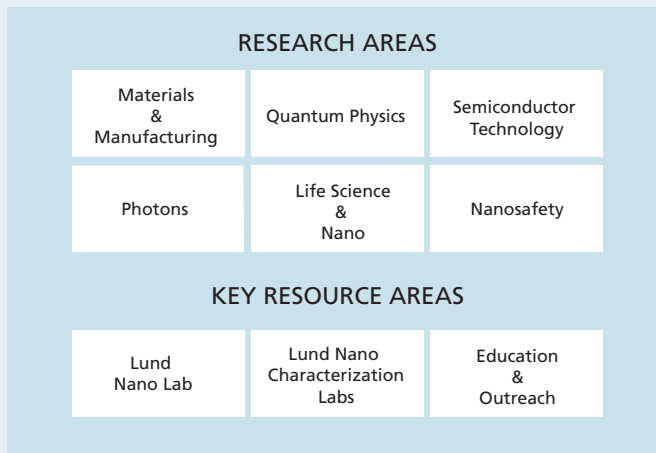 RESEARCH AREAS
Materials
&
Manufacturing
Quantum Physics
Semiconductor
Technology
Photons
Life Science
&
Nano
Nanosafety
KEY RESOURCE AREAS
Lund
Nano Lab
Lund Nano
Characterization
Labs
Education
&
Outreach